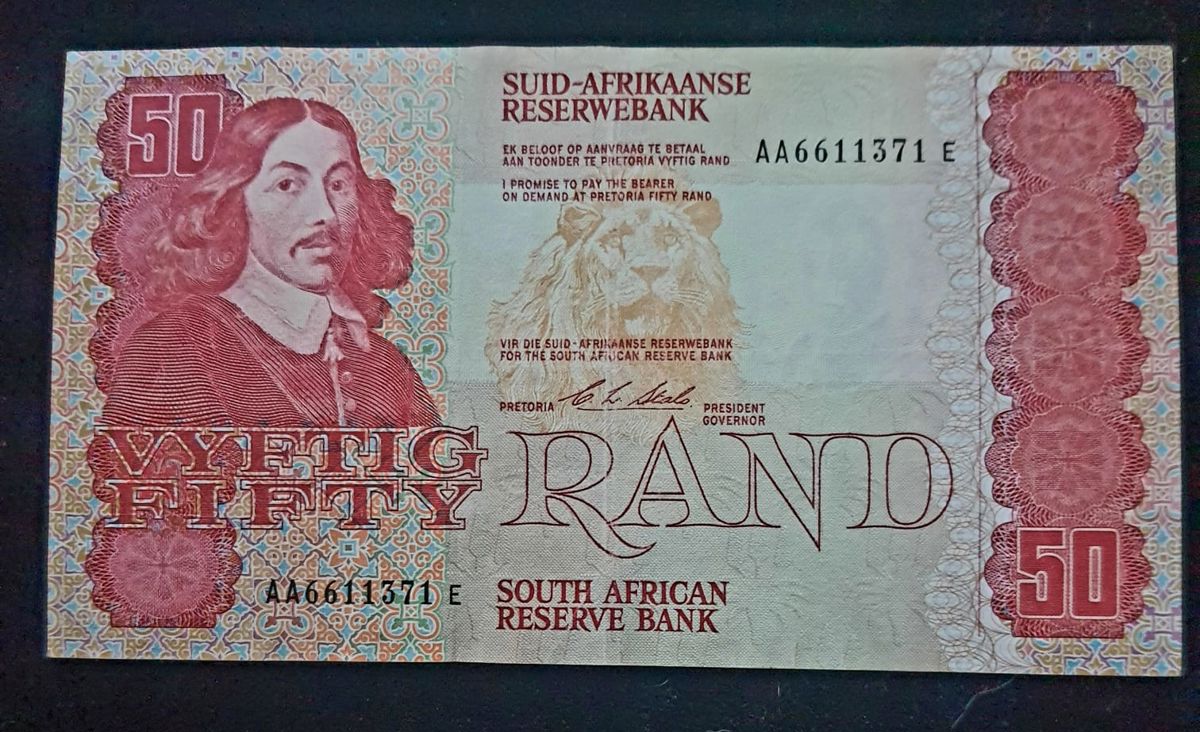 50
SUID-AFRIKAANSE
RESERWEBANK
EK BELOOF OP AANVRAAG TE BETAAL
AAN TOONDER TE PRETORIA VYFTIG RAND
AA6611371 E
I PROMISE TO PAY THE BEARER
ON DEMAND AT PRETORIA FIFTY RAND
VIR DIE SUID-AFRIKAANSE RESERWEBANK
FOR THE SOUTH AFRICAN RESERVE BANK
PRETORIA
PRESIDENT
GOVERNOR
VYFTIG
FIFTY
RAND
50
AA6611371 E
SOUTH AFRICAN
RESERVE BANK